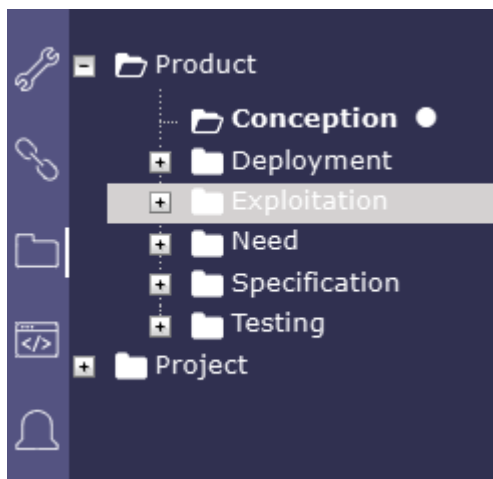 Product
Conception
Deployment
Exploitation
Need
Specification
Testing
Project